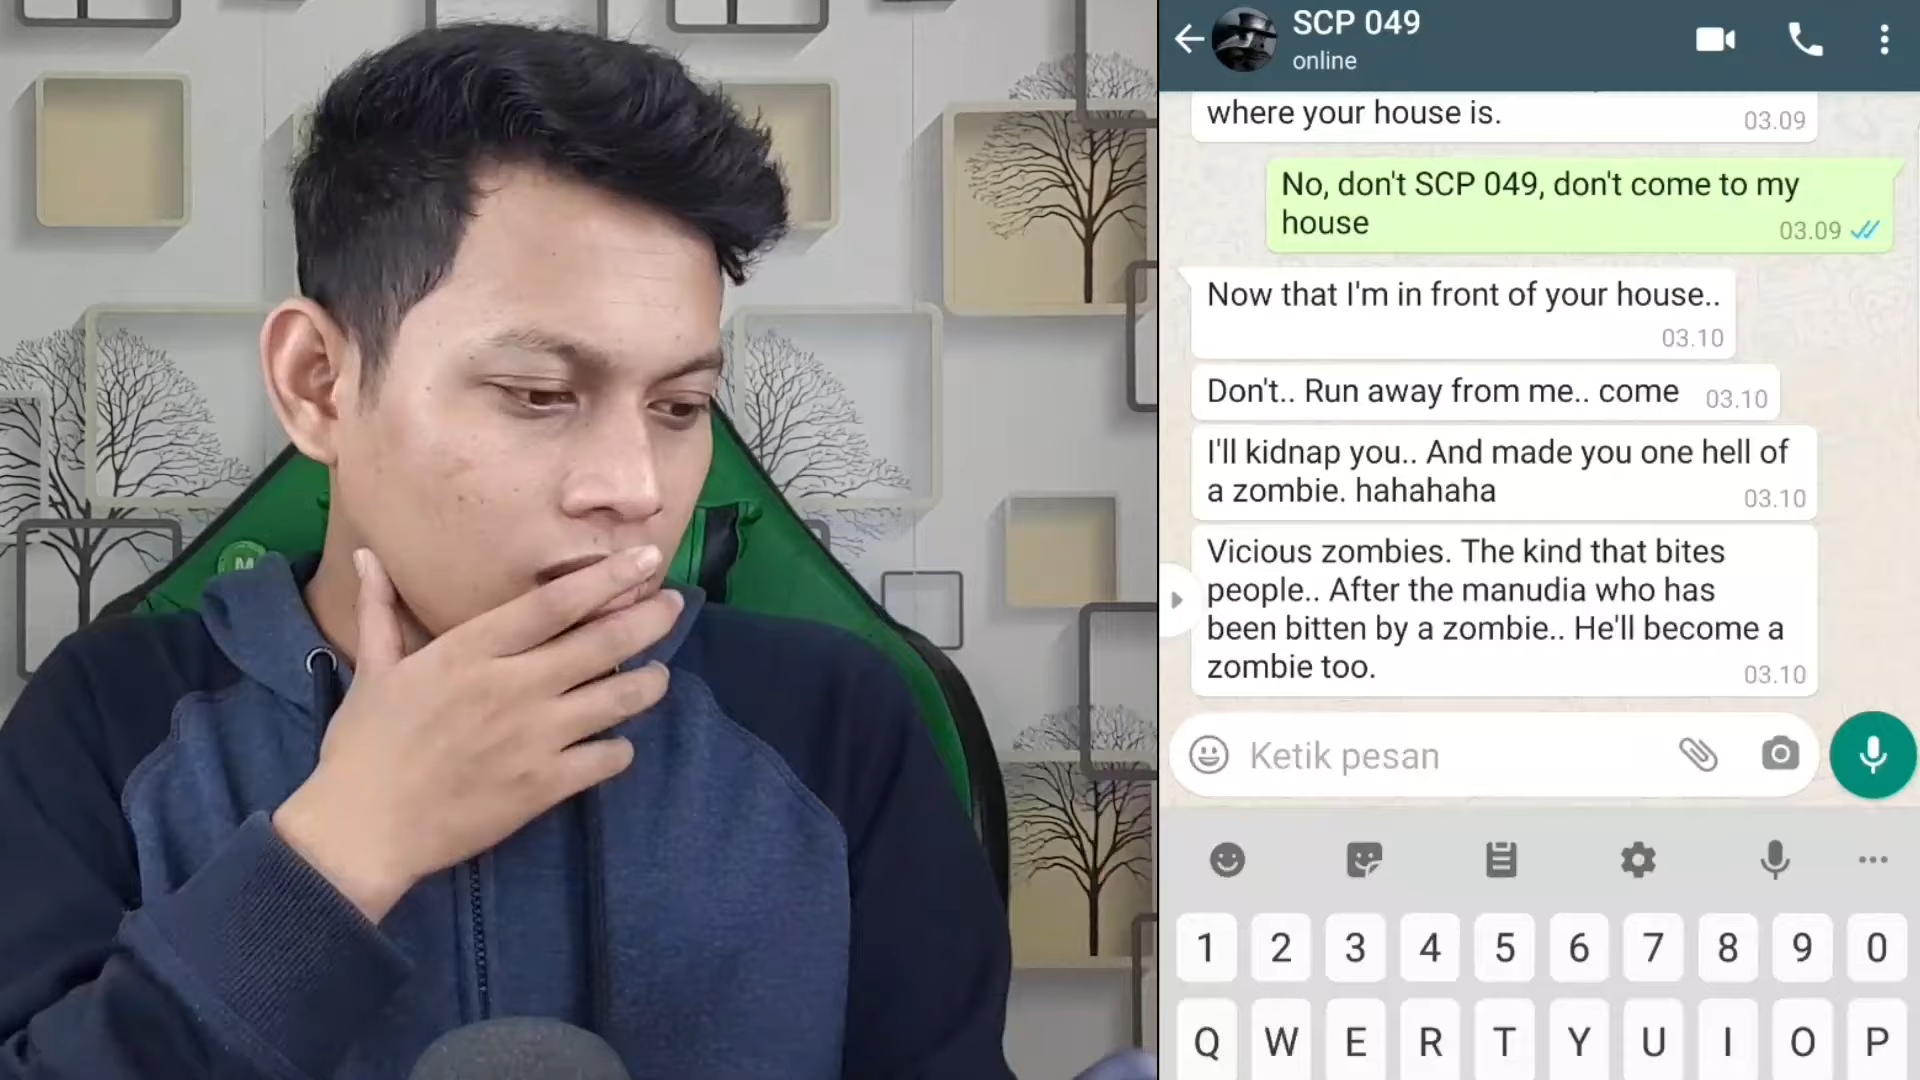 SCP 049
online
where your house is.
03.09
No, don't SCP 049, don't come to my
house
03.09
Now that I'm in front of your house..
03.10
Don't.. Run away from me.. come
03.10
I'll kidnap you.. And made you one hell of
a zombie. hahahaha
03.10
Vicious zombies. The kind that bites
people.. After the manudia who has
been bitten by a zombie.. He'll become a
zombie too.
03.10
Ketik pesan
1 2 3 4 5 6 7 8 9 0
Q W E R T Y U I O P
M